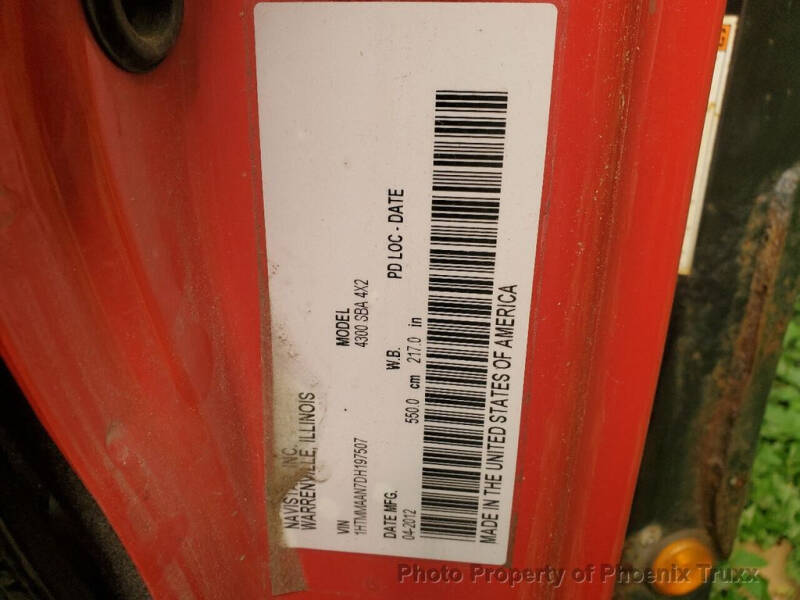 NAVISTAR, INC.
WARRENVILLE, ILLINOIS
VIN
1HTMMAAN7DH197507
MODEL
4300 SBA 4X2
DATE MFG.
04-2012
W.B.
550.0 cm 217.0 in
PD LOC - DATE
MADE IN THE UNITED STATES OF AMERICA
Photo Property of Phoenix Truxx